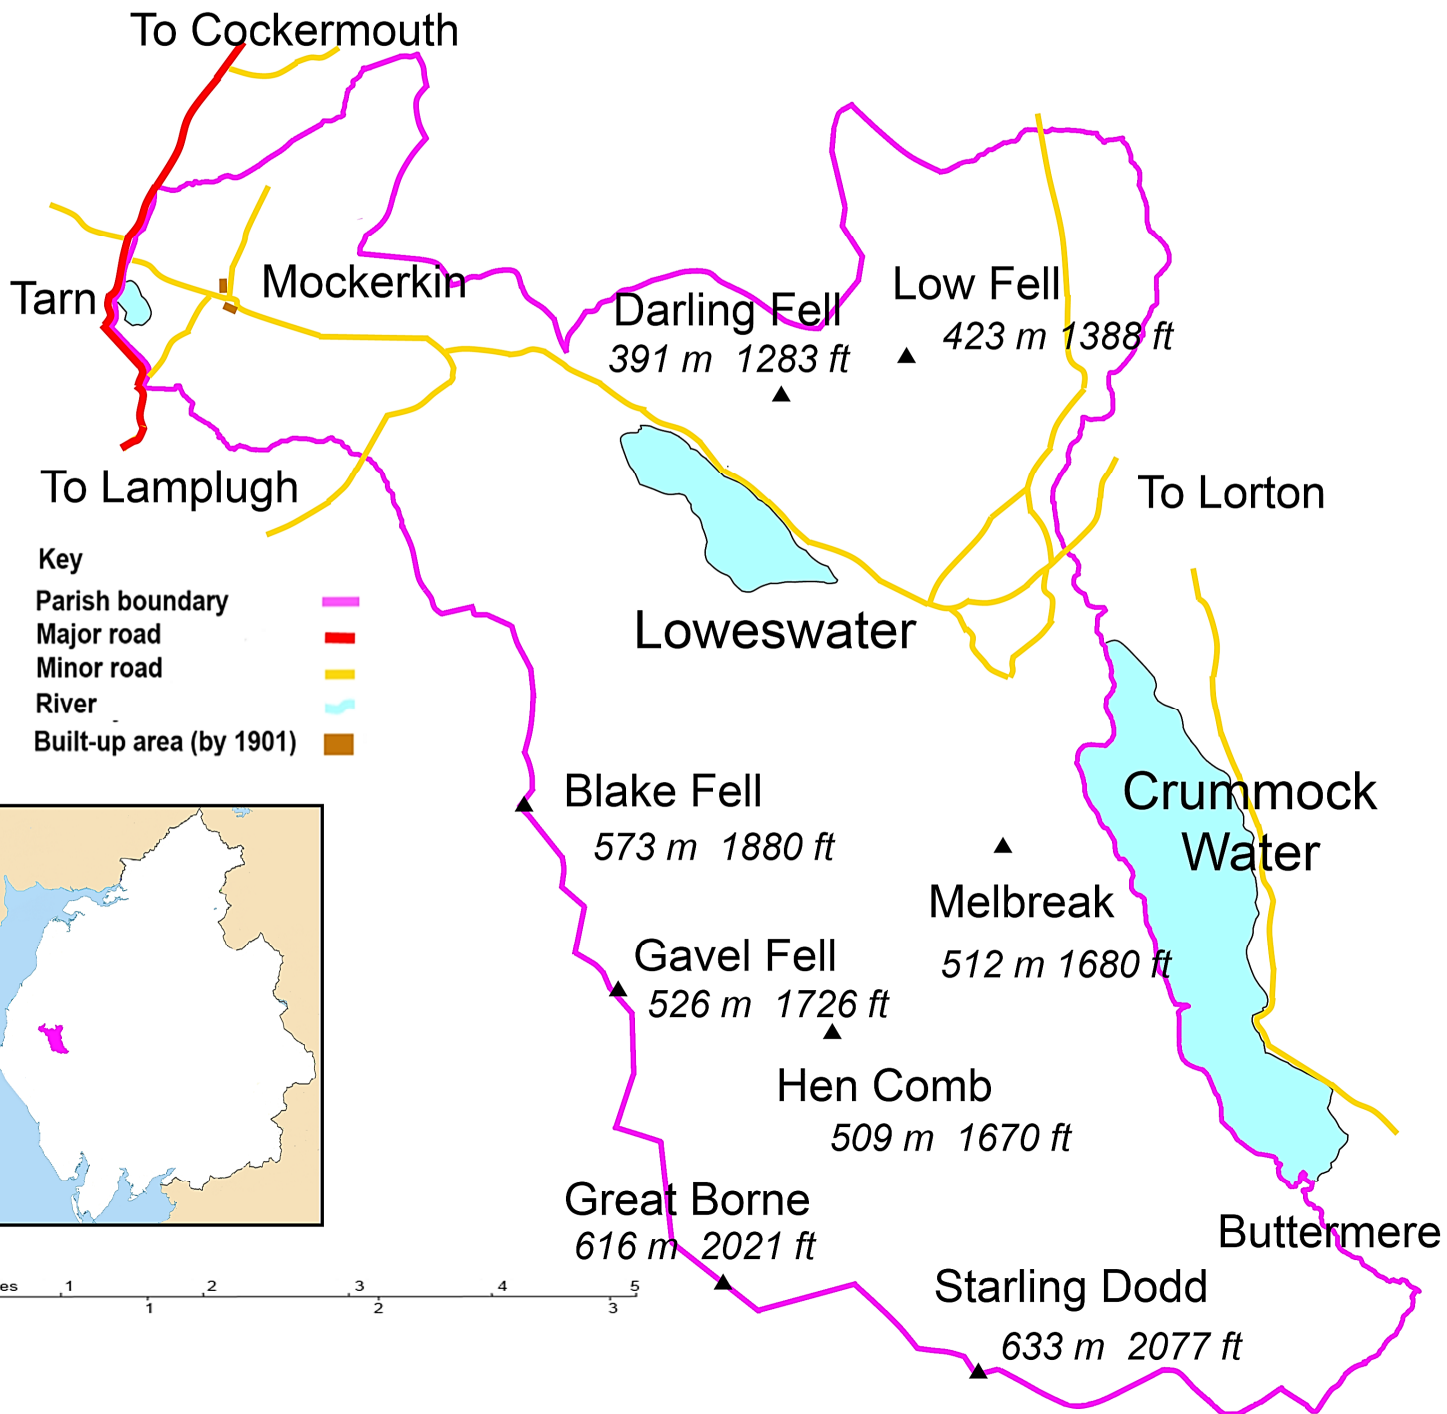 To Cockermouth
Tarn
Mockerkin
Darling Fell
391 m 1283 ft
Low Fell
423 m 1388 ft
To Lamplugh
To Lorton
Key
Parish boundary
Major road
Minor road
River
Built-up area (by 1901)
Loweswater
Blake Fell
573 m 1880 ft
Crummock
Water
Melbreak
512 m 1680 ft
Gavel Fell
526 m 1726 ft
Hen Comb
509 m 1670 ft
Great Borne
616 m 2021 ft
Buttermere
Starling Dodd
633 m 2077 ft
es 1 2 3 4 5
1 2 3